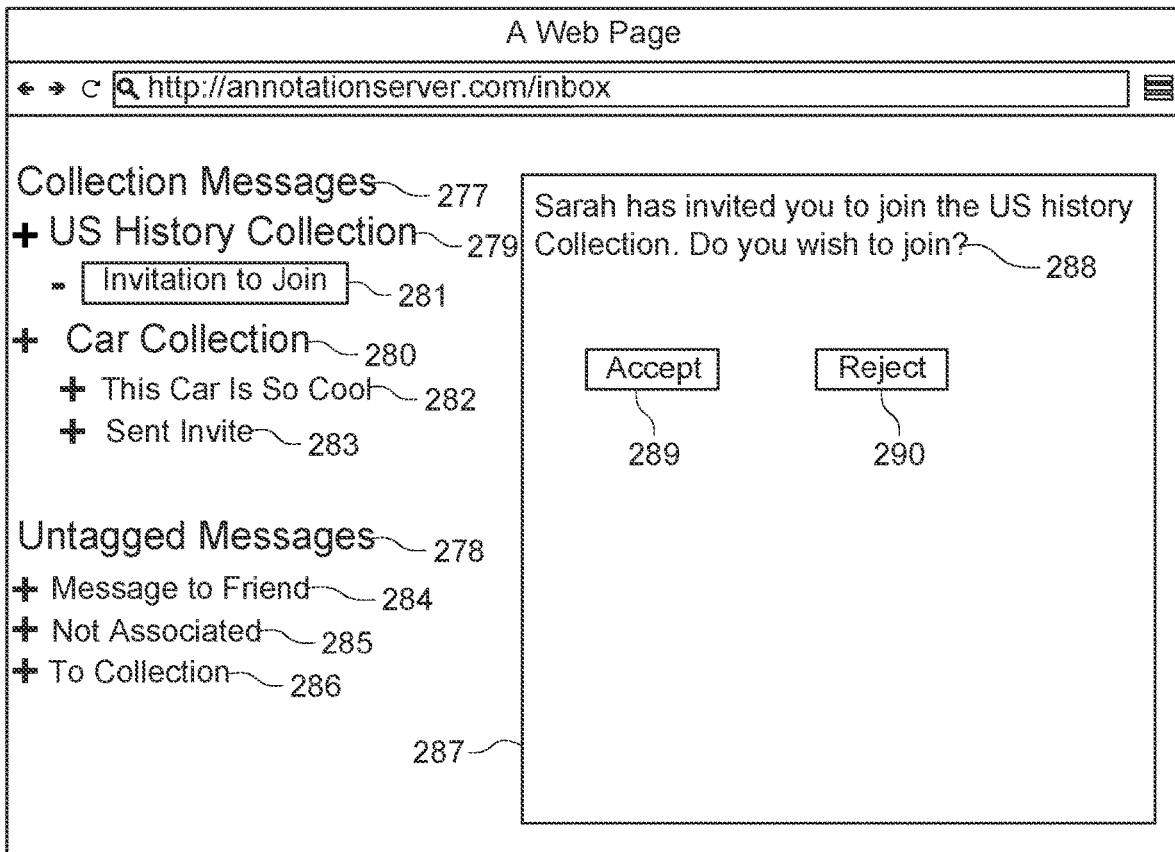 A Web Page
http://annotationserver.com/inbox
Collection Messages 277
+ US History Collection 279
- Invitation to Join 281
+ Car Collection 280
+ This Car Is So Cool 282
+ Sent Invite 283
Untagged Messages 278
+ Message to Friend 284
+ Not Associated 285
+ To Collection 286
287
Sarah has invited you to join the US history
Collection. Do you wish to join? 288
Accept Reject
289 290